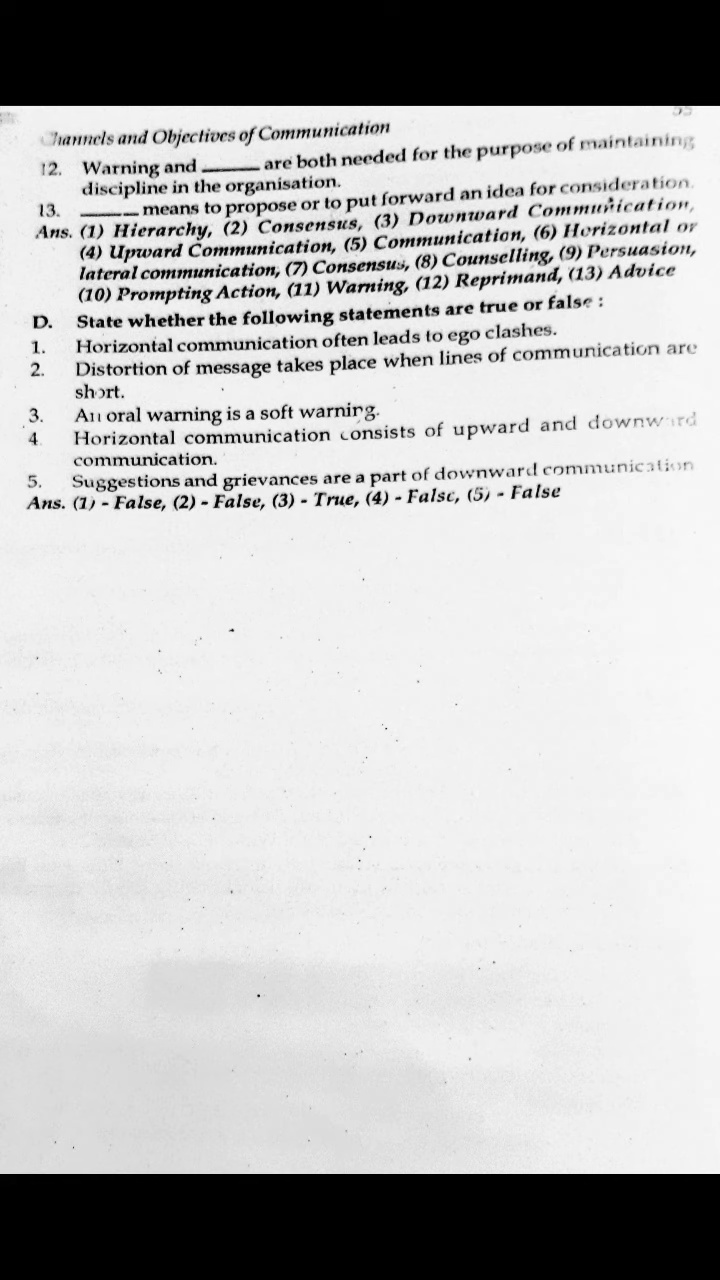 hannels and Objectives of Communication
55
12. Warning and ______ are both needed for the purpose of maintaining
discipline in the organisation.
13. ______ means to propose or to put forward an idea for consideration.
Ans. (1) Hierarchy, (2) Consensus, (3) Downward Communication,
(4) Upward Communication, (5) Communication, (6) Horizontal or
lateral communication, (7) Consensus, (8) Counselling, (9) Persuasion,
(10) Prompting Action, (11) Warning, (12) Reprimand, (13) Advice
D. State whether the following statements are true or false :
1. Horizontal communication often leads to ego clashes.
2. Distortion of message takes place when lines of communication are
short.
3. An oral warning is a soft warning.
4. Horizontal communication consists of upward and downward
communication.
5. Suggestions and grievances are a part of downward communication
Ans. (1) - False, (2) - False, (3) - True, (4) - False, (5) - False